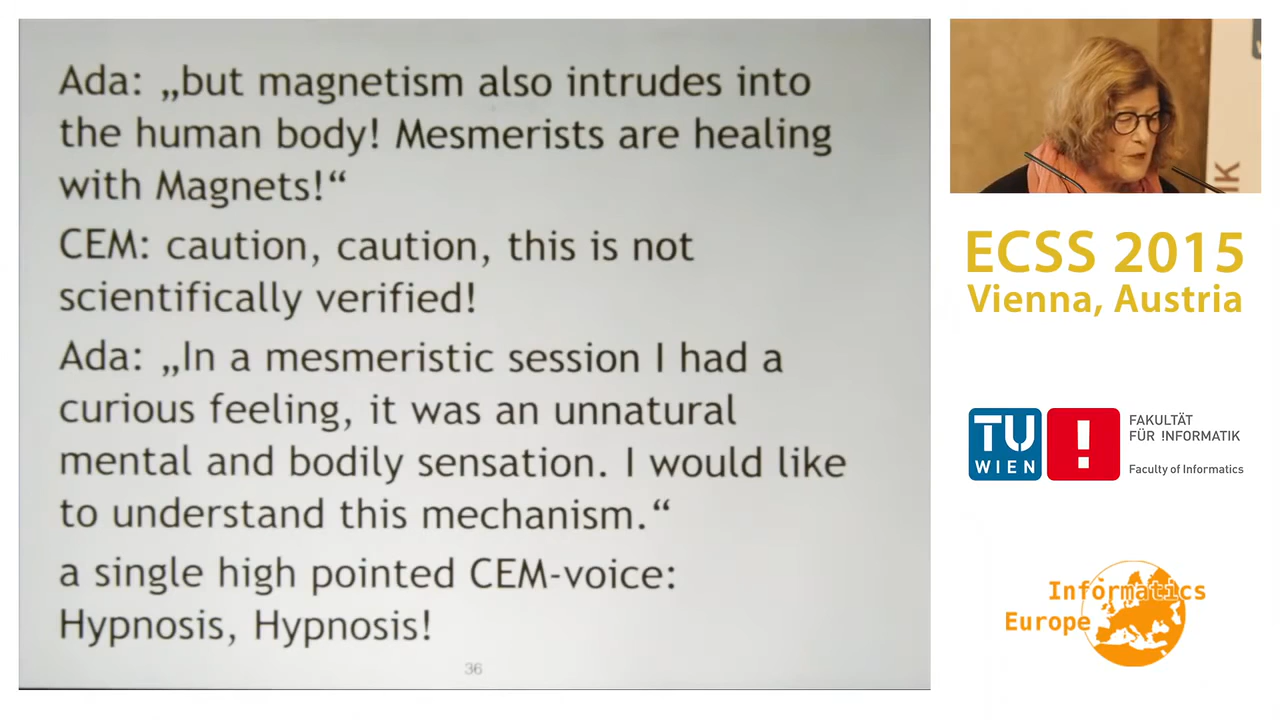 Ada: „but magnetism also intrudes into
the human body! Mesmerists are healing
with Magnets!“
CEM: caution, caution, this is not
scientifically verified!
Ada: „In a mesmeristic session I had a
curious feeling, it was an unnatural
mental and bodily sensation. I would like
to understand this mechanism.“
a single high pointed CEM-voice:
Hypnosis, Hypnosis!
36
IK
ECSS 2015
Vienna, Austria
TU
WIEN
!
FAKULTÄT
FÜR !NFORMATIK
Faculty of Informatics
Informatics
Europe